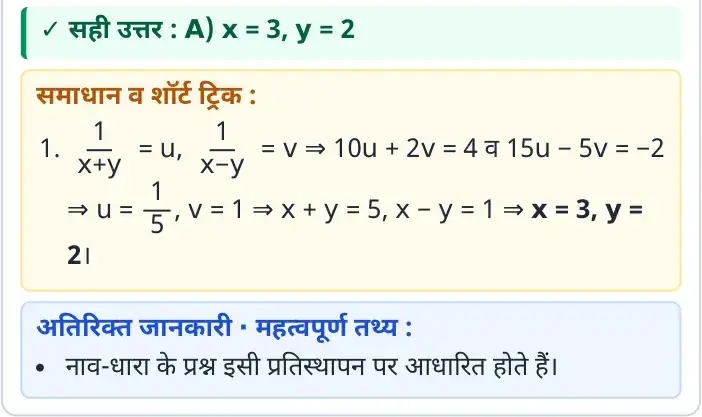 ✓ सही उत्तर : A) x = 3, y = 2
समाधान व शॉर्ट ट्रिक :
1. 1/(x+y) = u, 1/(x−y) = v ⇒ 10u + 2v = 4 व 15u − 5v = −2
⇒ u = 1/5, v = 1 ⇒ x + y = 5, x − y = 1 ⇒ x = 3, y =
2।
अतिरिक्त जानकारी · महत्वपूर्ण तथ्य :
• नाव-धारा के प्रश्न इसी प्रतिस्थापन पर आधारित होते हैं।